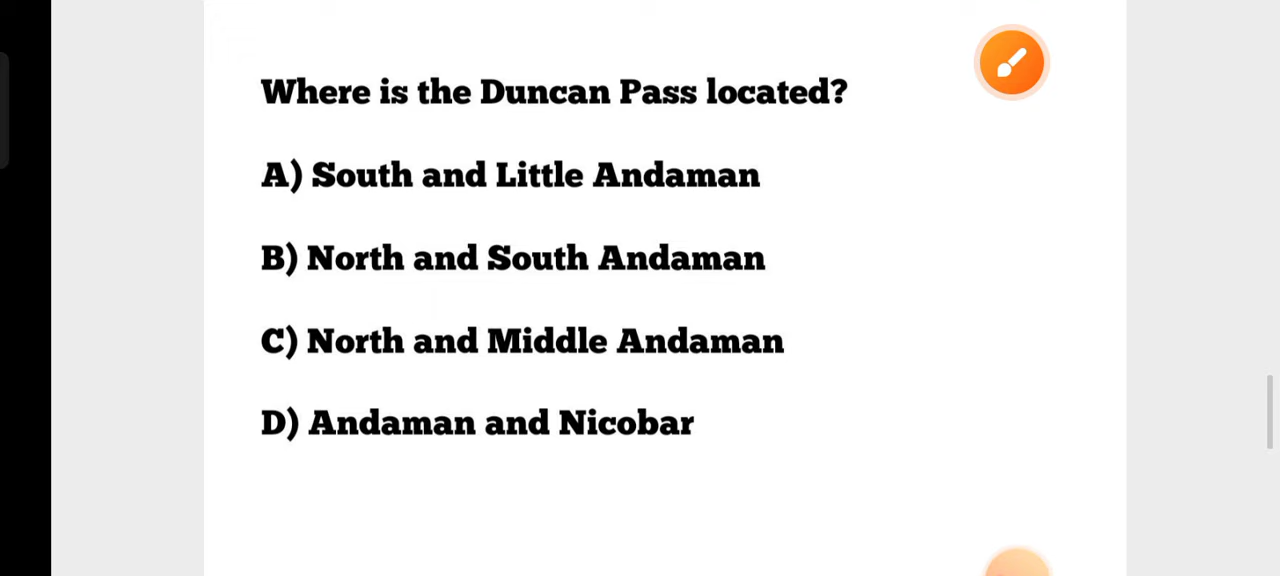 Where is the Duncan Pass located?
A) South and Little Andaman
B) North and South Andaman
C) North and Middle Andaman
D) Andaman and Nicobar